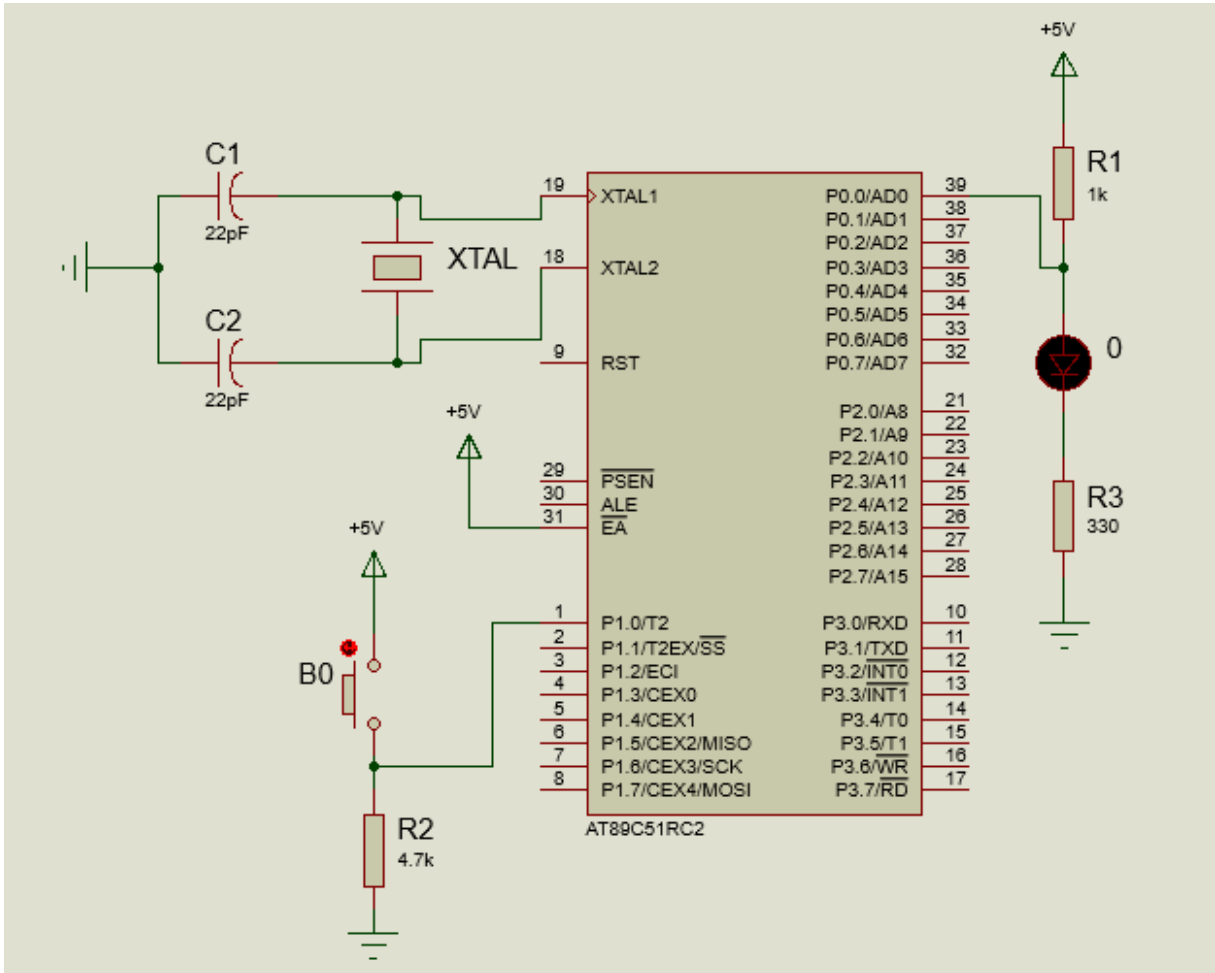 +5V
C1
22pF
R1
1k
XTAL
C2
22pF
0
+5V
R3
330
+5V
B0
R2
4.7k
19 XTAL1
18 XTAL2
9 RST
29 PSEN
30 ALE
31 EA
1 P1.0/T2
2 P1.1/T2EX/SS
3 P1.2/ECI
4 P1.3/CEX0
5 P1.4/CEX1
6 P1.5/CEX2/MISO
7 P1.6/CEX3/SCK
8 P1.7/CEX4/MOSI
P0.0/AD0 39
P0.1/AD1 38
P0.2/AD2 37
P0.3/AD3 36
P0.4/AD4 35
P0.5/AD5 34
P0.6/AD6 33
P0.7/AD7 32
P2.0/A8 21
P2.1/A9 22
P2.2/A10 23
P2.3/A11 24
P2.4/A12 25
P2.5/A13 26
P2.6/A14 27
P2.7/A15 28
P3.0/RXD 10
P3.1/TXD 11
P3.2/INT0 12
P3.3/INT1 13
P3.4/T0 14
P3.5/T1 15
P3.6/WR 16
P3.7/RD 17
AT89C51RC2